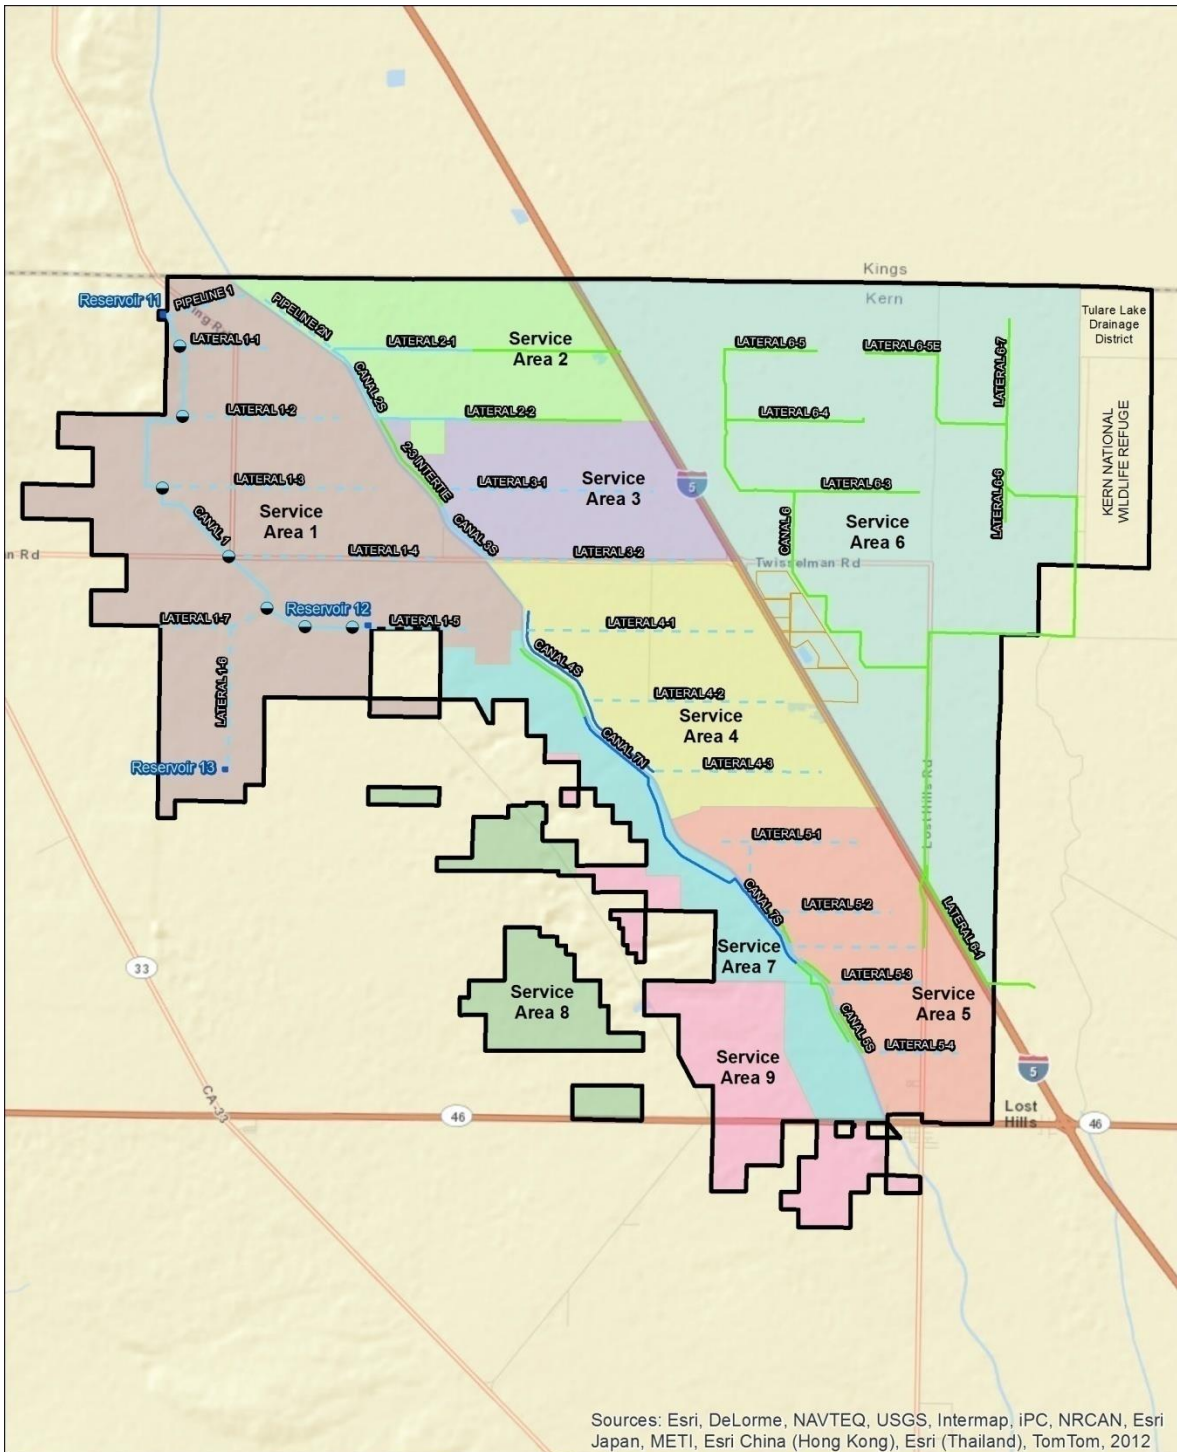 Kings
Kern
Reservoir 11
PIPELINE 1
PIPELINE 2N
Tulare Lake
Drainage
District
LATERAL 1-1
LATERAL 2-1
Service
Area 2
LATERAL 6-5
LATERAL 6-5E
LATERAL 6-7
CANAL 2S
LATERAL 1-2
LATERAL 2-2
LATERAL 6-4
KERN NATIONAL
WILDLIFE REFUGE
2-3 INTERTIE
LATERAL 1-3
LATERAL 3-1
Service
Area 3
5
LATERAL 6-3
LATERAL 6-6
CANAL 1
Service
Area 1
CANAL 3S
CANAL 6
Service
Area 6
Rd
LATERAL 1-4
LATERAL 3-2
Twisselman Rd
Reservoir 12
LATERAL 1-7
LATERAL 1-5
LATERAL 4-1
CANAL 4S
LATERAL 1-6
LATERAL 4-2
Service
Area 4
CANAL 7N
Reservoir 13
LATERAL 4-3
Lost Hills Rd
LATERAL 5-1
CANAL 7S
LATERAL 5-2
LATERAL 6-1
Service
Area 7
33
LATERAL 5-3
Service
Area 8
Service
Area 5
CANAL 5S
LATERAL 5-4
Service
Area 9
5
CA-33
46
Lost
Hills
46
Sources: Esri, DeLorme, NAVTEQ, USGS, Intermap, iPC, NRCAN, Esri
Japan, METI, Esri China (Hong Kong), Esri (Thailand), TomTom, 2012